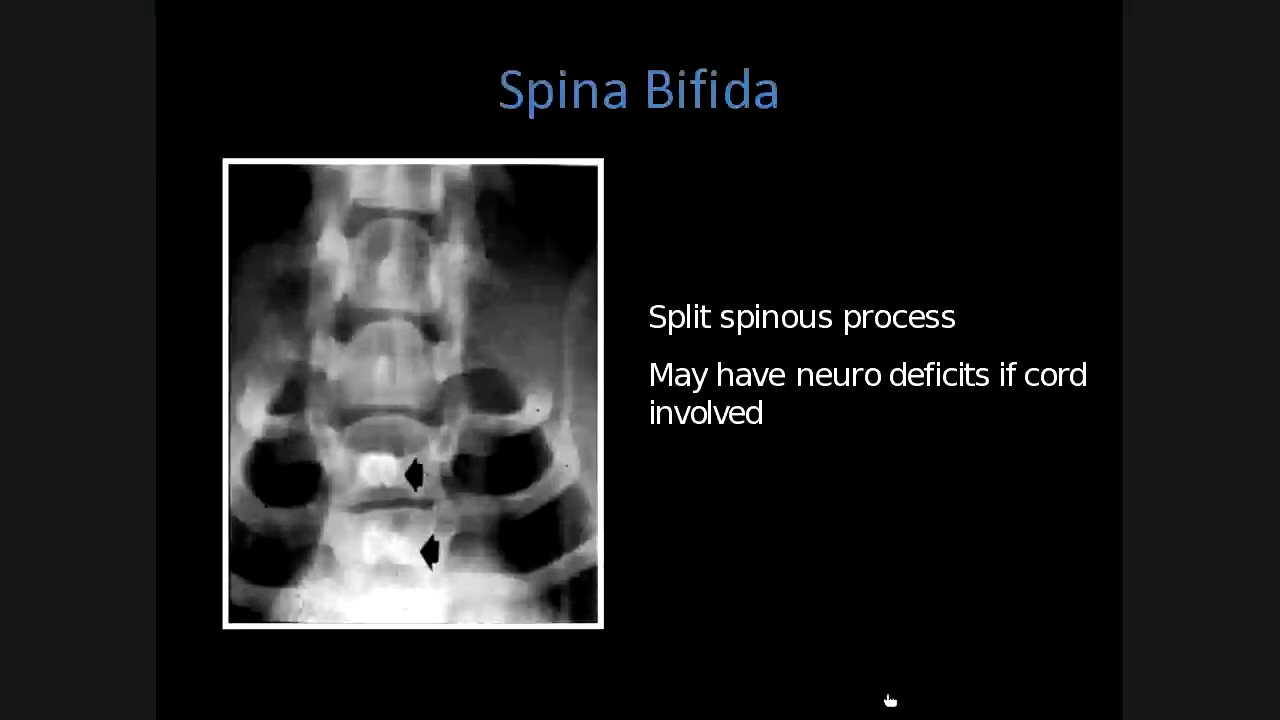 Spina Bifida
Split spinous process
May have neuro deficits if cord
involved